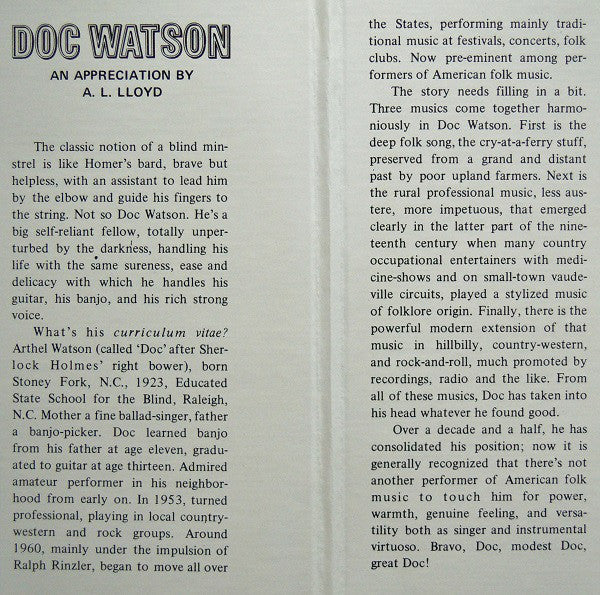 DOC WATSON
AN APPRECIATION BY
A. L. LLOYD
The classic notion of a blind min-
strel is like Homer's bard, brave but
helpless, with an assistant to lead him
by the elbow and guide his fingers to
the string. Not so Doc Watson. He's a
big self-reliant fellow, totally unper-
turbed by the darkness, handling his
life with the same sureness, ease and
delicacy with which he handles his
guitar, his banjo, and his rich strong
voice.
What's his curriculum vitae?
Arthel Watson (called 'Doc' after Sher-
lock Holmes' right bower), born
Stoney Fork, N.C., 1923, Educated
State School for the Blind, Raleigh,
N.C. Mother a fine ballad-singer, father
a banjo-picker. Doc learned banjo
from his father at age eleven, gradu-
ated to guitar at age thirteen. Admired
amateur performer in his neighbor-
hood from early on. In 1953, turned
professional, playing in local country-
western and rock groups. Around
1960, mainly under the impulsion of
Ralph Rinzler, began to move all over
the States, performing mainly tradi-
tional music at festivals, concerts, folk
clubs. Now pre-eminent among per-
formers of American folk music.
The story needs filling in a bit.
Three musics come together harmo-
niously in Doc Watson. First is the
deep folk song, the cry-at-a-ferry stuff,
preserved from a grand and distant
past by poor upland farmers. Next is
the rural professional music, less aus-
tere, more impetuous, that emerged
clearly in the latter part of the nine-
teenth century when many country
occupational entertainers with medi-
cine-shows and on small-town vaude-
ville circuits, played a stylized music
of folklore origin. Finally, there is the
powerful modern extension of that
music in hillbilly, country-western,
and rock-and-roll, much promoted by
recordings, radio and the like. From
all of these musics, Doc has taken into
his head whatever he found good.
Over a decade and a half, he has
consolidated his position; now it is
generally recognized that there's not
another performer of American folk
music to touch him for power,
warmth, genuine feeling, and versa-
tility both as singer and instrumental
virtuoso. Bravo, Doc, modest Doc,
great Doc!